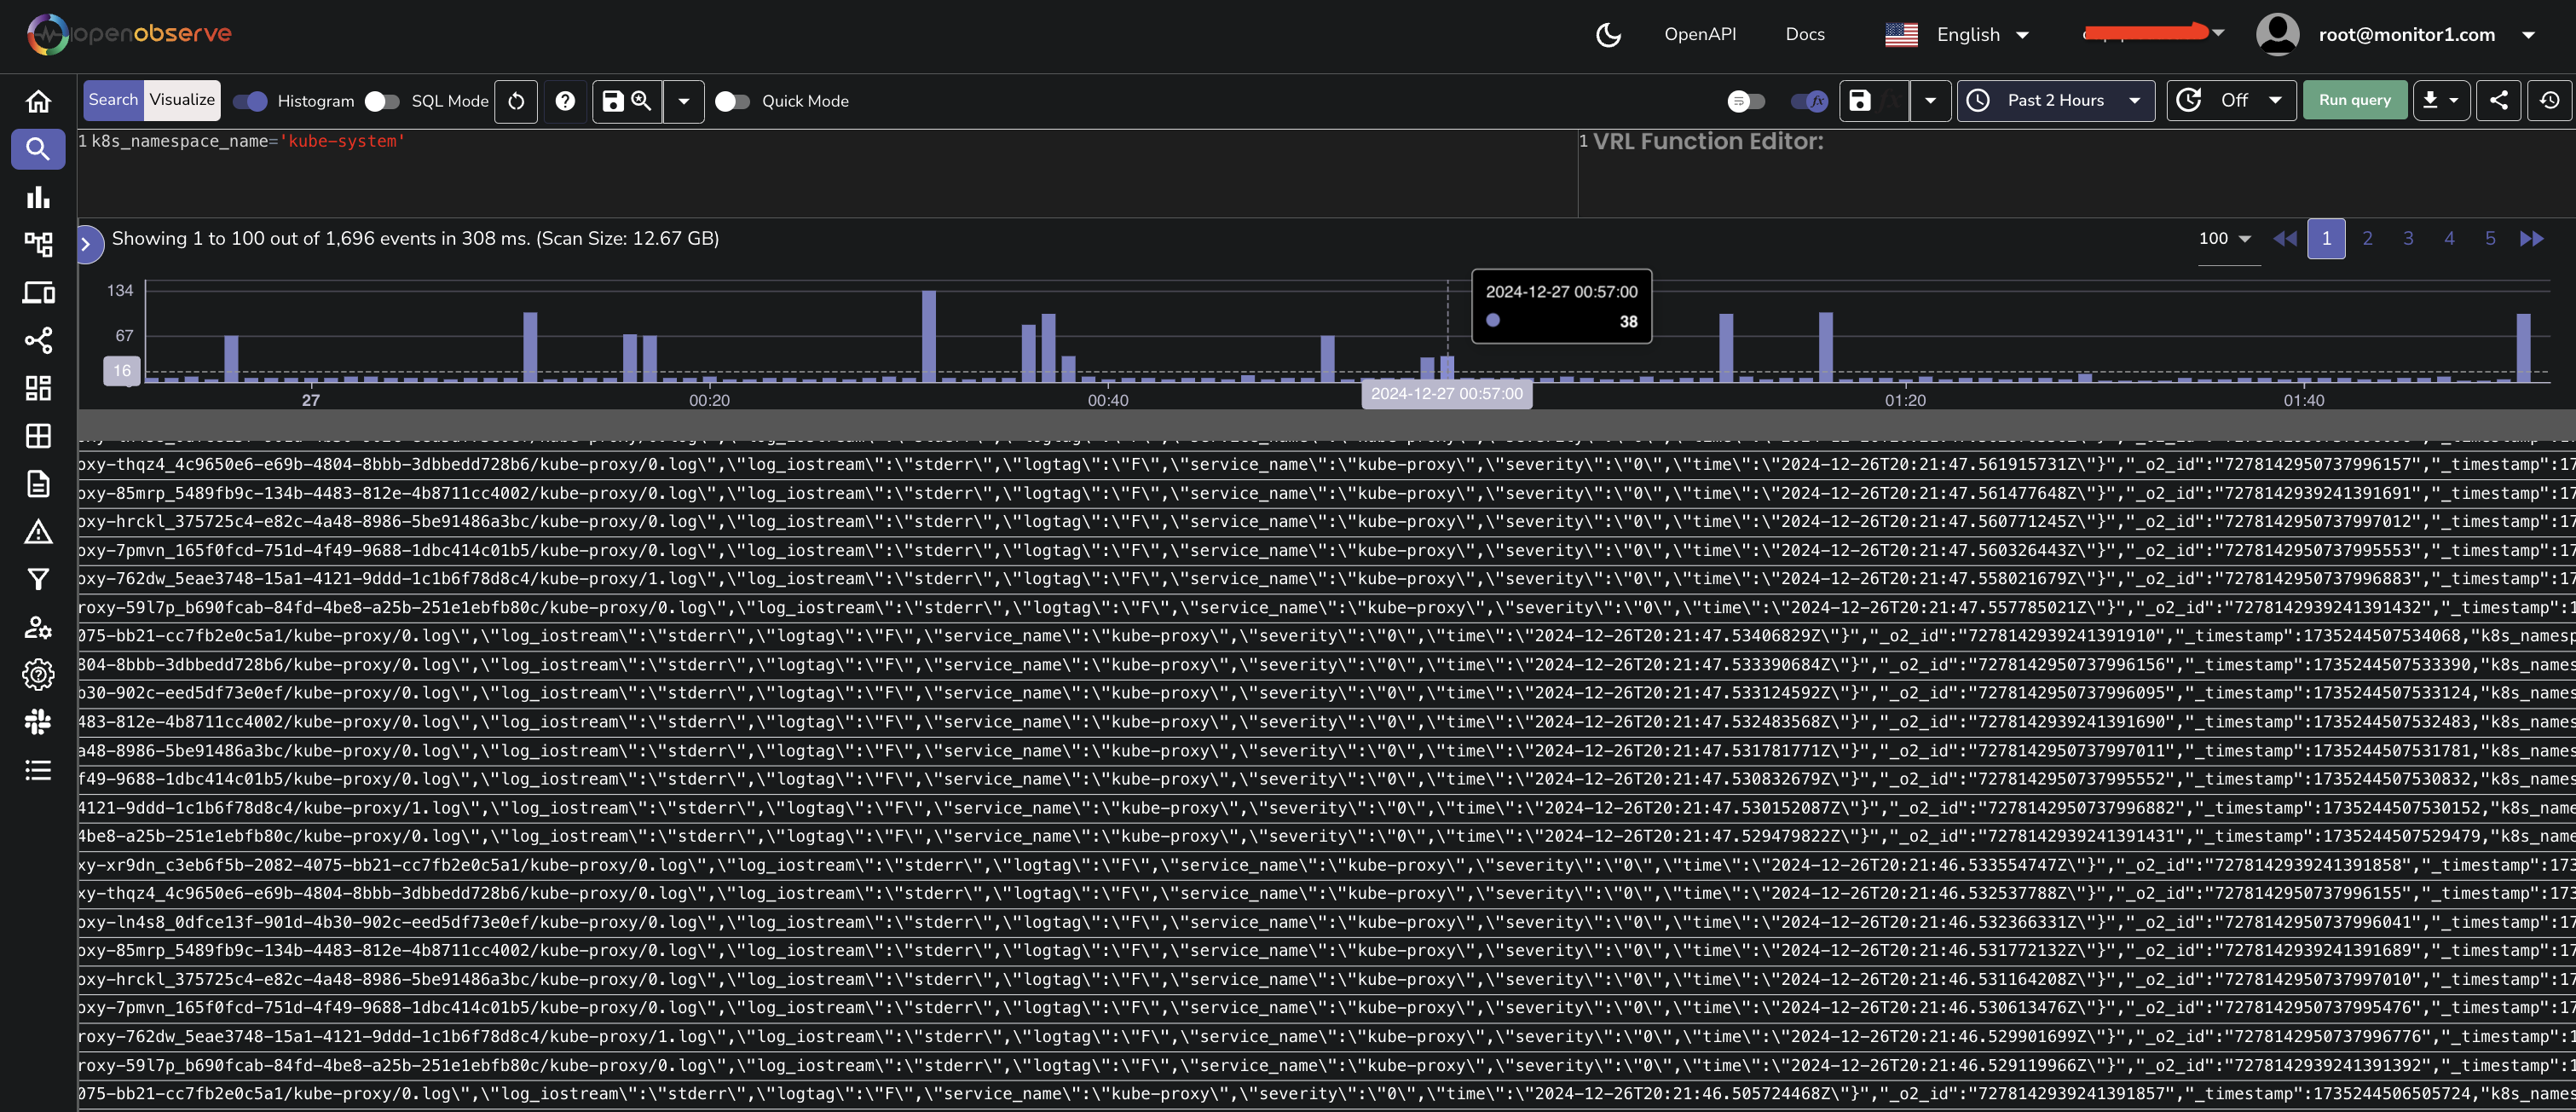 openobserve
OpenAPI Docs English root@monitor1.com
Search Visualize Histogram SQL Mode Quick Mode fx Past 2 Hours Off Run query
1 k8s_namespace_name='kube-system'
1 VRL Function Editor:
Showing 1 to 100 out of 1,696 events in 308 ms. (Scan Size: 12.67 GB)
100 1 2 3 4 5
134
67
16
2024-12-27 00:57:00
38
27 00:20 00:40 2024-12-27 00:57:00 01:20 01:40
oxy-thqz4_4c9650e6-e69b-4804-8bbb-3dbbedd728b6/kube-proxy/0.log\",\"log_iostream\":\"stderr\",\"logtag\":\"F\",\"service_name\":\"kube-proxy\",\"severity\":\"0\",\"time\":\"2024-12-26T20:21:47.561915731Z\"}","_o2_id":"7278142950737996157","_timestamp":17
oxy-85mrp_5489fb9c-134b-4483-812e-4b8711cc4002/kube-proxy/0.log\",\"log_iostream\":\"stderr\",\"logtag\":\"F\",\"service_name\":\"kube-proxy\",\"severity\":\"0\",\"time\":\"2024-12-26T20:21:47.561477648Z\"}","_o2_id":"7278142939241391691","_timestamp":17
oxy-hrckl_375725c4-e82c-4a48-8986-5be91486a3bc/kube-proxy/0.log\",\"log_iostream\":\"stderr\",\"logtag\":\"F\",\"service_name\":\"kube-proxy\",\"severity\":\"0\",\"time\":\"2024-12-26T20:21:47.560771245Z\"}","_o2_id":"7278142950737997012","_timestamp":17
oxy-7pmvn_165f0fcd-751d-4f49-9688-1dbc414c01b5/kube-proxy/0.log\",\"log_iostream\":\"stderr\",\"logtag\":\"F\",\"service_name\":\"kube-proxy\",\"severity\":\"0\",\"time\":\"2024-12-26T20:21:47.560326443Z\"}","_o2_id":"7278142950737995553","_timestamp":17
oxy-762dw_5eae3748-15a1-4121-9ddd-1c1b6f78d8c4/kube-proxy/1.log\",\"log_iostream\":\"stderr\",\"logtag\":\"F\",\"service_name\":\"kube-proxy\",\"severity\":\"0\",\"time\":\"2024-12-26T20:21:47.558021679Z\"}","_o2_id":"7278142950737996883","_timestamp":17
roxy-59l7p_b690fcab-84fd-4be8-a25b-251e1ebfb80c/kube-proxy/0.log\",\"log_iostream\":\"stderr\",\"logtag\":\"F\",\"service_name\":\"kube-proxy\",\"severity\":\"0\",\"time\":\"2024-12-26T20:21:47.557785021Z\"}","_o2_id":"7278142939241391432","_timestamp":1
075-bb21-cc7fb2e0c5a1/kube-proxy/0.log\",\"log_iostream\":\"stderr\",\"logtag\":\"F\",\"service_name\":\"kube-proxy\",\"severity\":\"0\",\"time\":\"2024-12-26T20:21:47.53406829Z\"}","_o2_id":"7278142939241391910","_timestamp":1735244507534068,"k8s_namesp
804-8bbb-3dbbedd728b6/kube-proxy/0.log\",\"log_iostream\":\"stderr\",\"logtag\":\"F\",\"service_name\":\"kube-proxy\",\"severity\":\"0\",\"time\":\"2024-12-26T20:21:47.533390684Z\"}","_o2_id":"7278142950737996156","_timestamp":1735244507533390,"k8s_names
b30-902c-eed5df73e0ef/kube-proxy/0.log\",\"log_iostream\":\"stderr\",\"logtag\":\"F\",\"service_name\":\"kube-proxy\",\"severity\":\"0\",\"time\":\"2024-12-26T20:21:47.533124592Z\"}","_o2_id":"7278142950737996095","_timestamp":1735244507533124,"k8s_names
483-812e-4b8711cc4002/kube-proxy/0.log\",\"log_iostream\":\"stderr\",\"logtag\":\"F\",\"service_name\":\"kube-proxy\",\"severity\":\"0\",\"time\":\"2024-12-26T20:21:47.532483568Z\"}","_o2_id":"7278142939241391690","_timestamp":1735244507532483,"k8s_names
a48-8986-5be91486a3bc/kube-proxy/0.log\",\"log_iostream\":\"stderr\",\"logtag\":\"F\",\"service_name\":\"kube-proxy\",\"severity\":\"0\",\"time\":\"2024-12-26T20:21:47.531781771Z\"}","_o2_id":"7278142950737997011","_timestamp":1735244507531781,"k8s_names
f49-9688-1dbc414c01b5/kube-proxy/0.log\",\"log_iostream\":\"stderr\",\"logtag\":\"F\",\"service_name\":\"kube-proxy\",\"severity\":\"0\",\"time\":\"2024-12-26T20:21:47.530832679Z\"}","_o2_id":"7278142950737995552","_timestamp":1735244507530832,"k8s_names
4121-9ddd-1c1b6f78d8c4/kube-proxy/1.log\",\"log_iostream\":\"stderr\",\"logtag\":\"F\",\"service_name\":\"kube-proxy\",\"severity\":\"0\",\"time\":\"2024-12-26T20:21:47.530152087Z\"}","_o2_id":"7278142950737996882","_timestamp":1735244507530152,"k8s_name
4be8-a25b-251e1ebfb80c/kube-proxy/0.log\",\"log_iostream\":\"stderr\",\"logtag\":\"F\",\"service_name\":\"kube-proxy\",\"severity\":\"0\",\"time\":\"2024-12-26T20:21:47.529479822Z\"}","_o2_id":"7278142939241391431","_timestamp":1735244507529479,"k8s_name
xy-xr9dn_c3eb6f5b-2082-4075-bb21-cc7fb2e0c5a1/kube-proxy/0.log\",\"log_iostream\":\"stderr\",\"logtag\":\"F\",\"service_name\":\"kube-proxy\",\"severity\":\"0\",\"time\":\"2024-12-26T20:21:46.533554747Z\"}","_o2_id":"7278142939241391858","_timestamp":173
xy-thqz4_4c9650e6-e69b-4804-8bbb-3dbbedd728b6/kube-proxy/0.log\",\"log_iostream\":\"stderr\",\"logtag\":\"F\",\"service_name\":\"kube-proxy\",\"severity\":\"0\",\"time\":\"2024-12-26T20:21:46.532537788Z\"}","_o2_id":"7278142950737996155","_timestamp":173
oxy-ln4s8_0dfce13f-901d-4b30-902c-eed5df73e0ef/kube-proxy/0.log\",\"log_iostream\":\"stderr\",\"logtag\":\"F\",\"service_name\":\"kube-proxy\",\"severity\":\"0\",\"time\":\"2024-12-26T20:21:46.532366331Z\"}","_o2_id":"7278142950737996041","_timestamp":17
oxy-85mrp_5489fb9c-134b-4483-812e-4b8711cc4002/kube-proxy/0.log\",\"log_iostream\":\"stderr\",\"logtag\":\"F\",\"service_name\":\"kube-proxy\",\"severity\":\"0\",\"time\":\"2024-12-26T20:21:46.531772132Z\"}","_o2_id":"7278142939241391689","_timestamp":17
oxy-hrckl_375725c4-e82c-4a48-8986-5be91486a3bc/kube-proxy/0.log\",\"log_iostream\":\"stderr\",\"logtag\":\"F\",\"service_name\":\"kube-proxy\",\"severity\":\"0\",\"time\":\"2024-12-26T20:21:46.531164208Z\"}","_o2_id":"7278142950737997010","_timestamp":17
oxy-7pmvn_165f0fcd-751d-4f49-9688-1dbc414c01b5/kube-proxy/0.log\",\"log_iostream\":\"stderr\",\"logtag\":\"F\",\"service_name\":\"kube-proxy\",\"severity\":\"0\",\"time\":\"2024-12-26T20:21:46.530613476Z\"}","_o2_id":"7278142950737995476","_timestamp":17
roxy-762dw_5eae3748-15a1-4121-9ddd-1c1b6f78d8c4/kube-proxy/1.log\",\"log_iostream\":\"stderr\",\"logtag\":\"F\",\"service_name\":\"kube-proxy\",\"severity\":\"0\",\"time\":\"2024-12-26T20:21:46.529901699Z\"}","_o2_id":"7278142950737996776","_timestamp":1
roxy-59l7p_b690fcab-84fd-4be8-a25b-251e1ebfb80c/kube-proxy/0.log\",\"log_iostream\":\"stderr\",\"logtag\":\"F\",\"service_name\":\"kube-proxy\",\"severity\":\"0\",\"time\":\"2024-12-26T20:21:46.529119966Z\"}","_o2_id":"7278142939241391392","_timestamp":1
075-bb21-cc7fb2e0c5a1/kube-proxy/0.log\",\"log_iostream\":\"stderr\",\"logtag\":\"F\",\"service_name\":\"kube-proxy\",\"severity\":\"0\",\"time\":\"2024-12-26T20:21:46.505724468Z\"}","_o2_id":"7278142939241391857","_timestamp":1735244506505724,"k8s_name